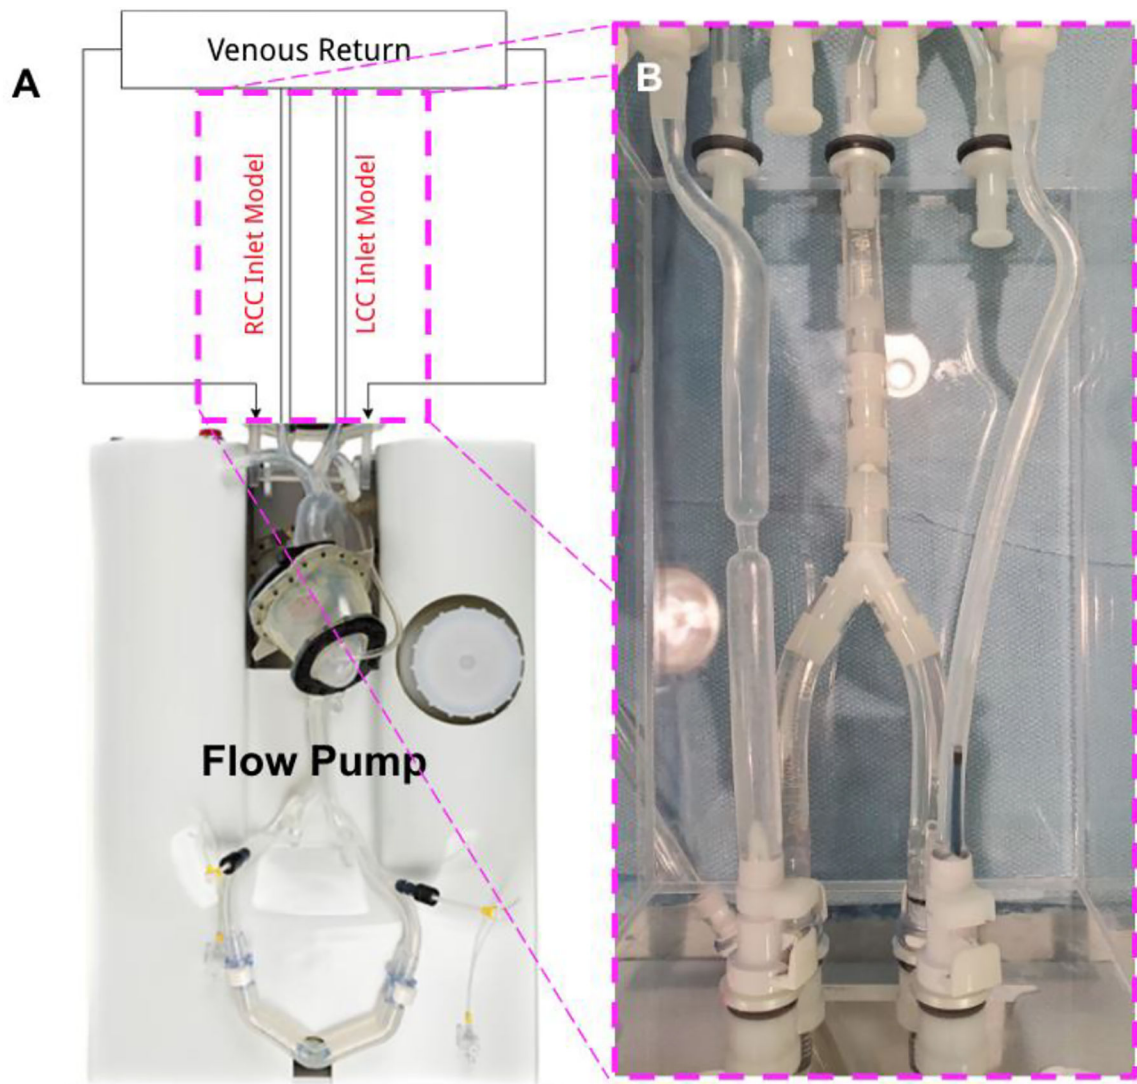 A
Venous Return
B
RCC Inlet Model
LCC Inlet Model
Flow Pump